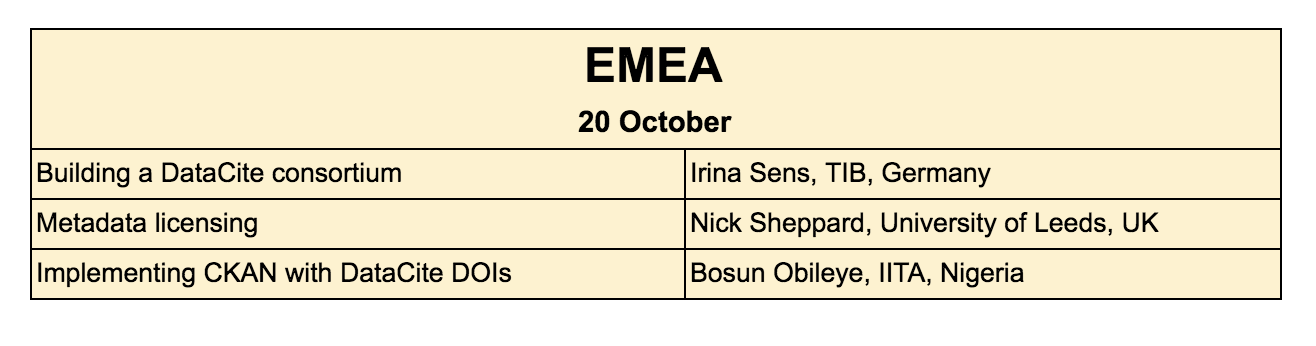 EMEA
20 October
Building a DataCite consortium
Irina Sens, TIB, Germany
Metadata licensing
Nick Sheppard, University of Leeds, UK
Implementing CKAN with DataCite DOIs
Bosun Obileye, IITA, Nigeria